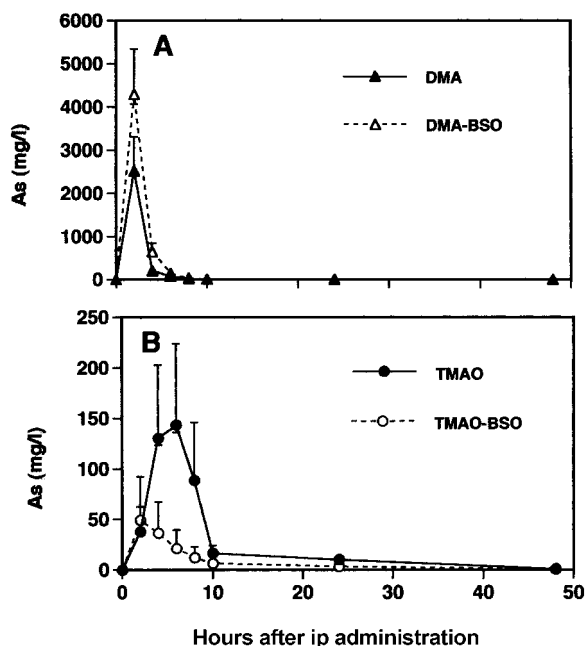 A
6000
5000
4000
3000
2000
1000
0
As (mg/l)
DMA
DMA-BSO
B
250
200
150
100
50
0
As (mg/l)
TMAO
TMAO-BSO
0 10 20 30 40 50
Hours after ip administration